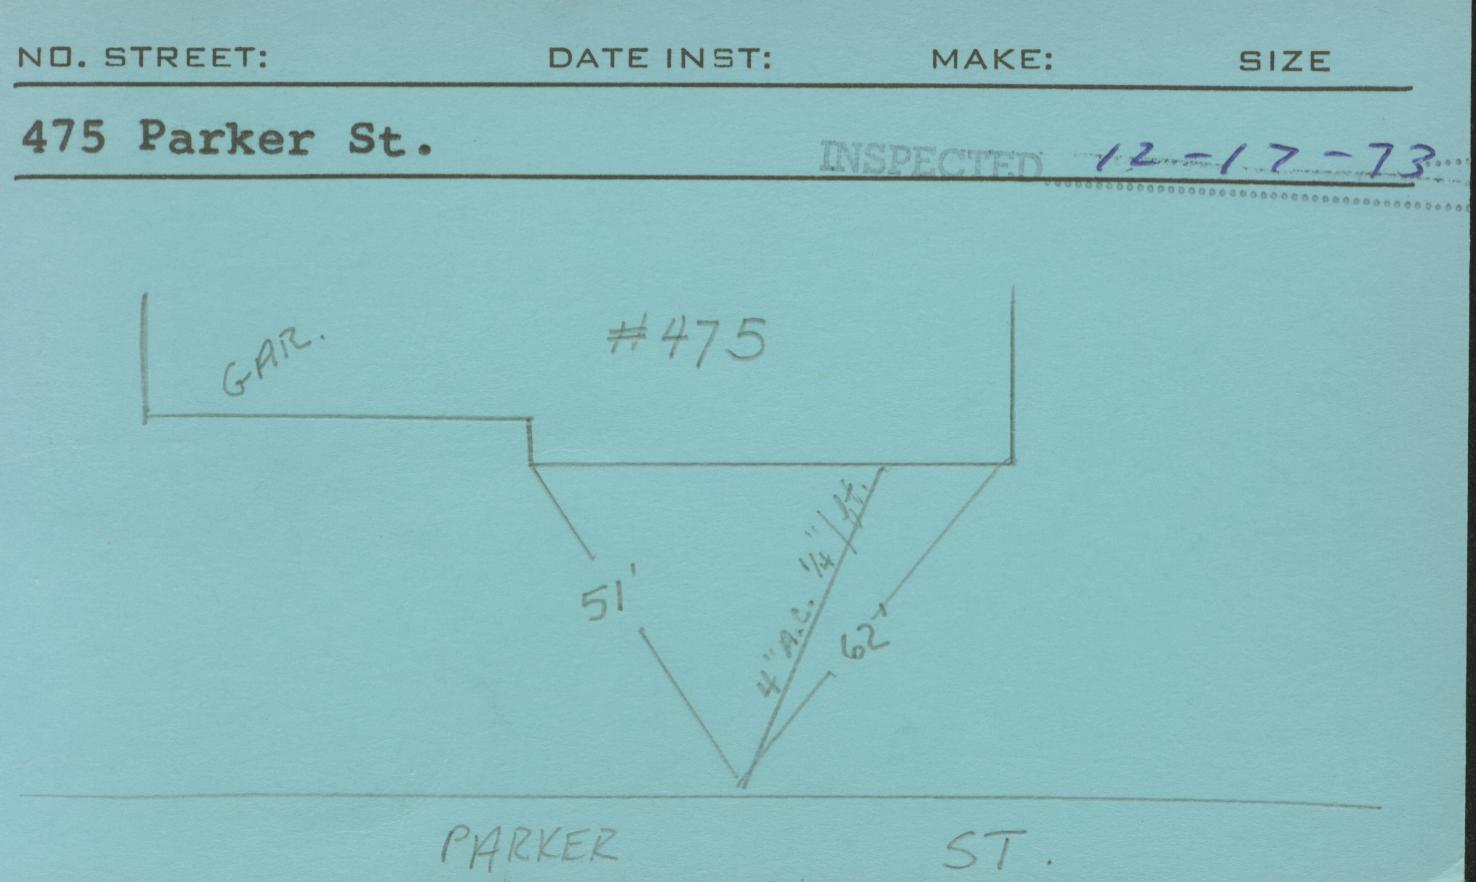 NO. STREET: DATE INST: MAKE: SIZE
475 Parker St. INSPECTED 12-17-73
GAR.
#475
51'
4" A.C. 1/4"/ft.
62'
PARKER ST.